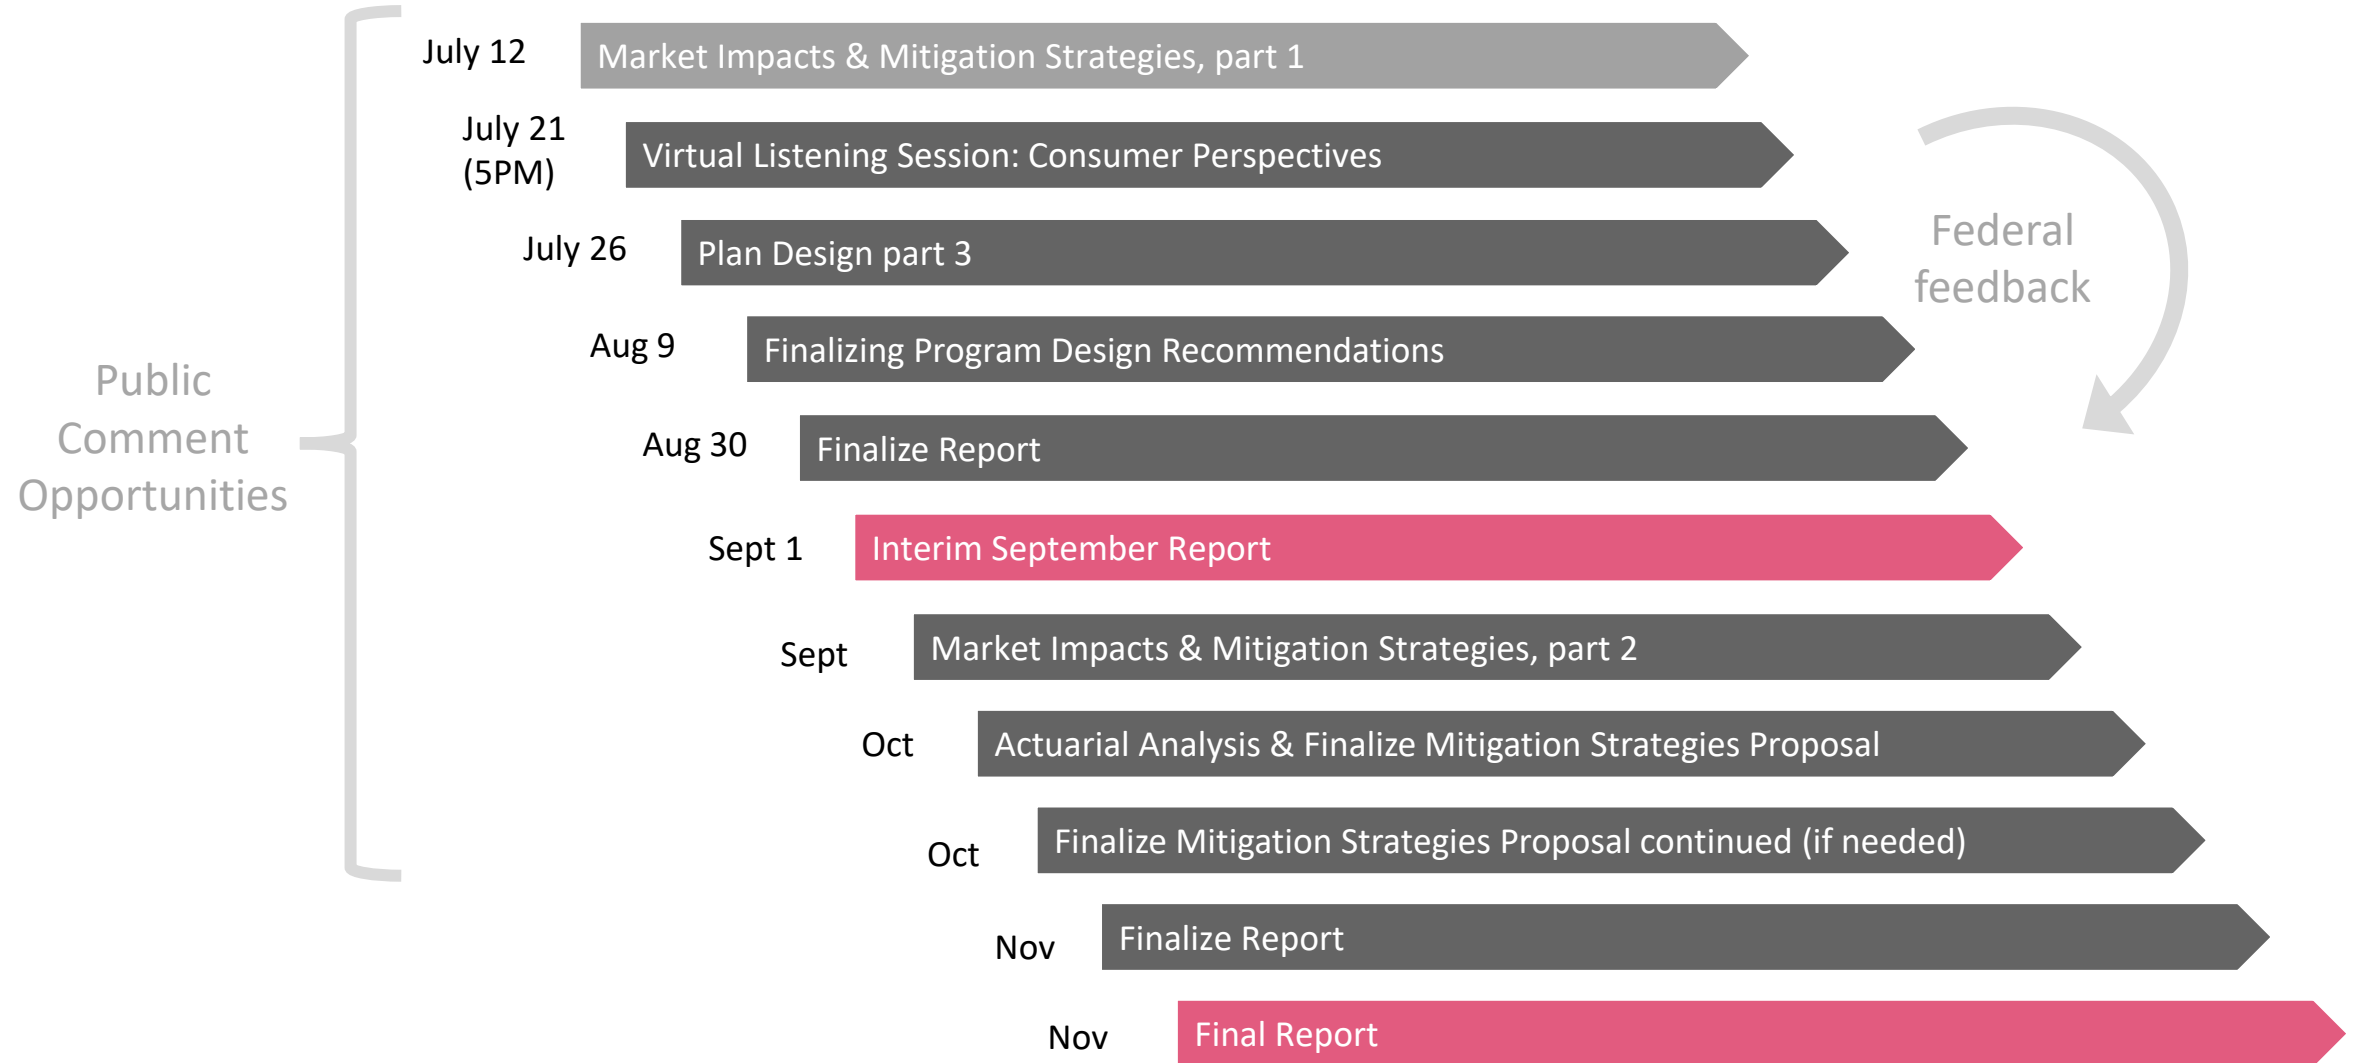 July 12
Market Impacts & Mitigation Strategies, part 1
July 21
(5PM)
Virtual Listening Session: Consumer Perspectives
July 26
Plan Design part 3
Federal
feedback
Aug 9
Finalizing Program Design Recommendations
Public
Comment
Opportunities
Aug 30
Finalize Report
Sept 1
Interim September Report
Sept
Market Impacts & Mitigation Strategies, part 2
Oct
Actuarial Analysis & Finalize Mitigation Strategies Proposal
Oct
Finalize Mitigation Strategies Proposal continued (if needed)
Nov
Finalize Report
Nov
Final Report